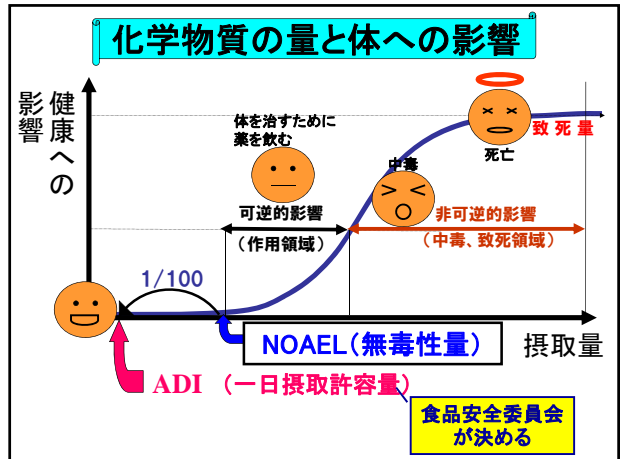 化学物質の量と体への影響
健康への
影響
体を治すために
薬を飲む
可逆的影響
（作用領域）
中毒
死亡
致死量
非可逆的影響
（中毒、致死領域）
1/100
NOAEL（無毒性量）
摂取量
ADI （一日摂取許容量）
食品安全委員会
が決める